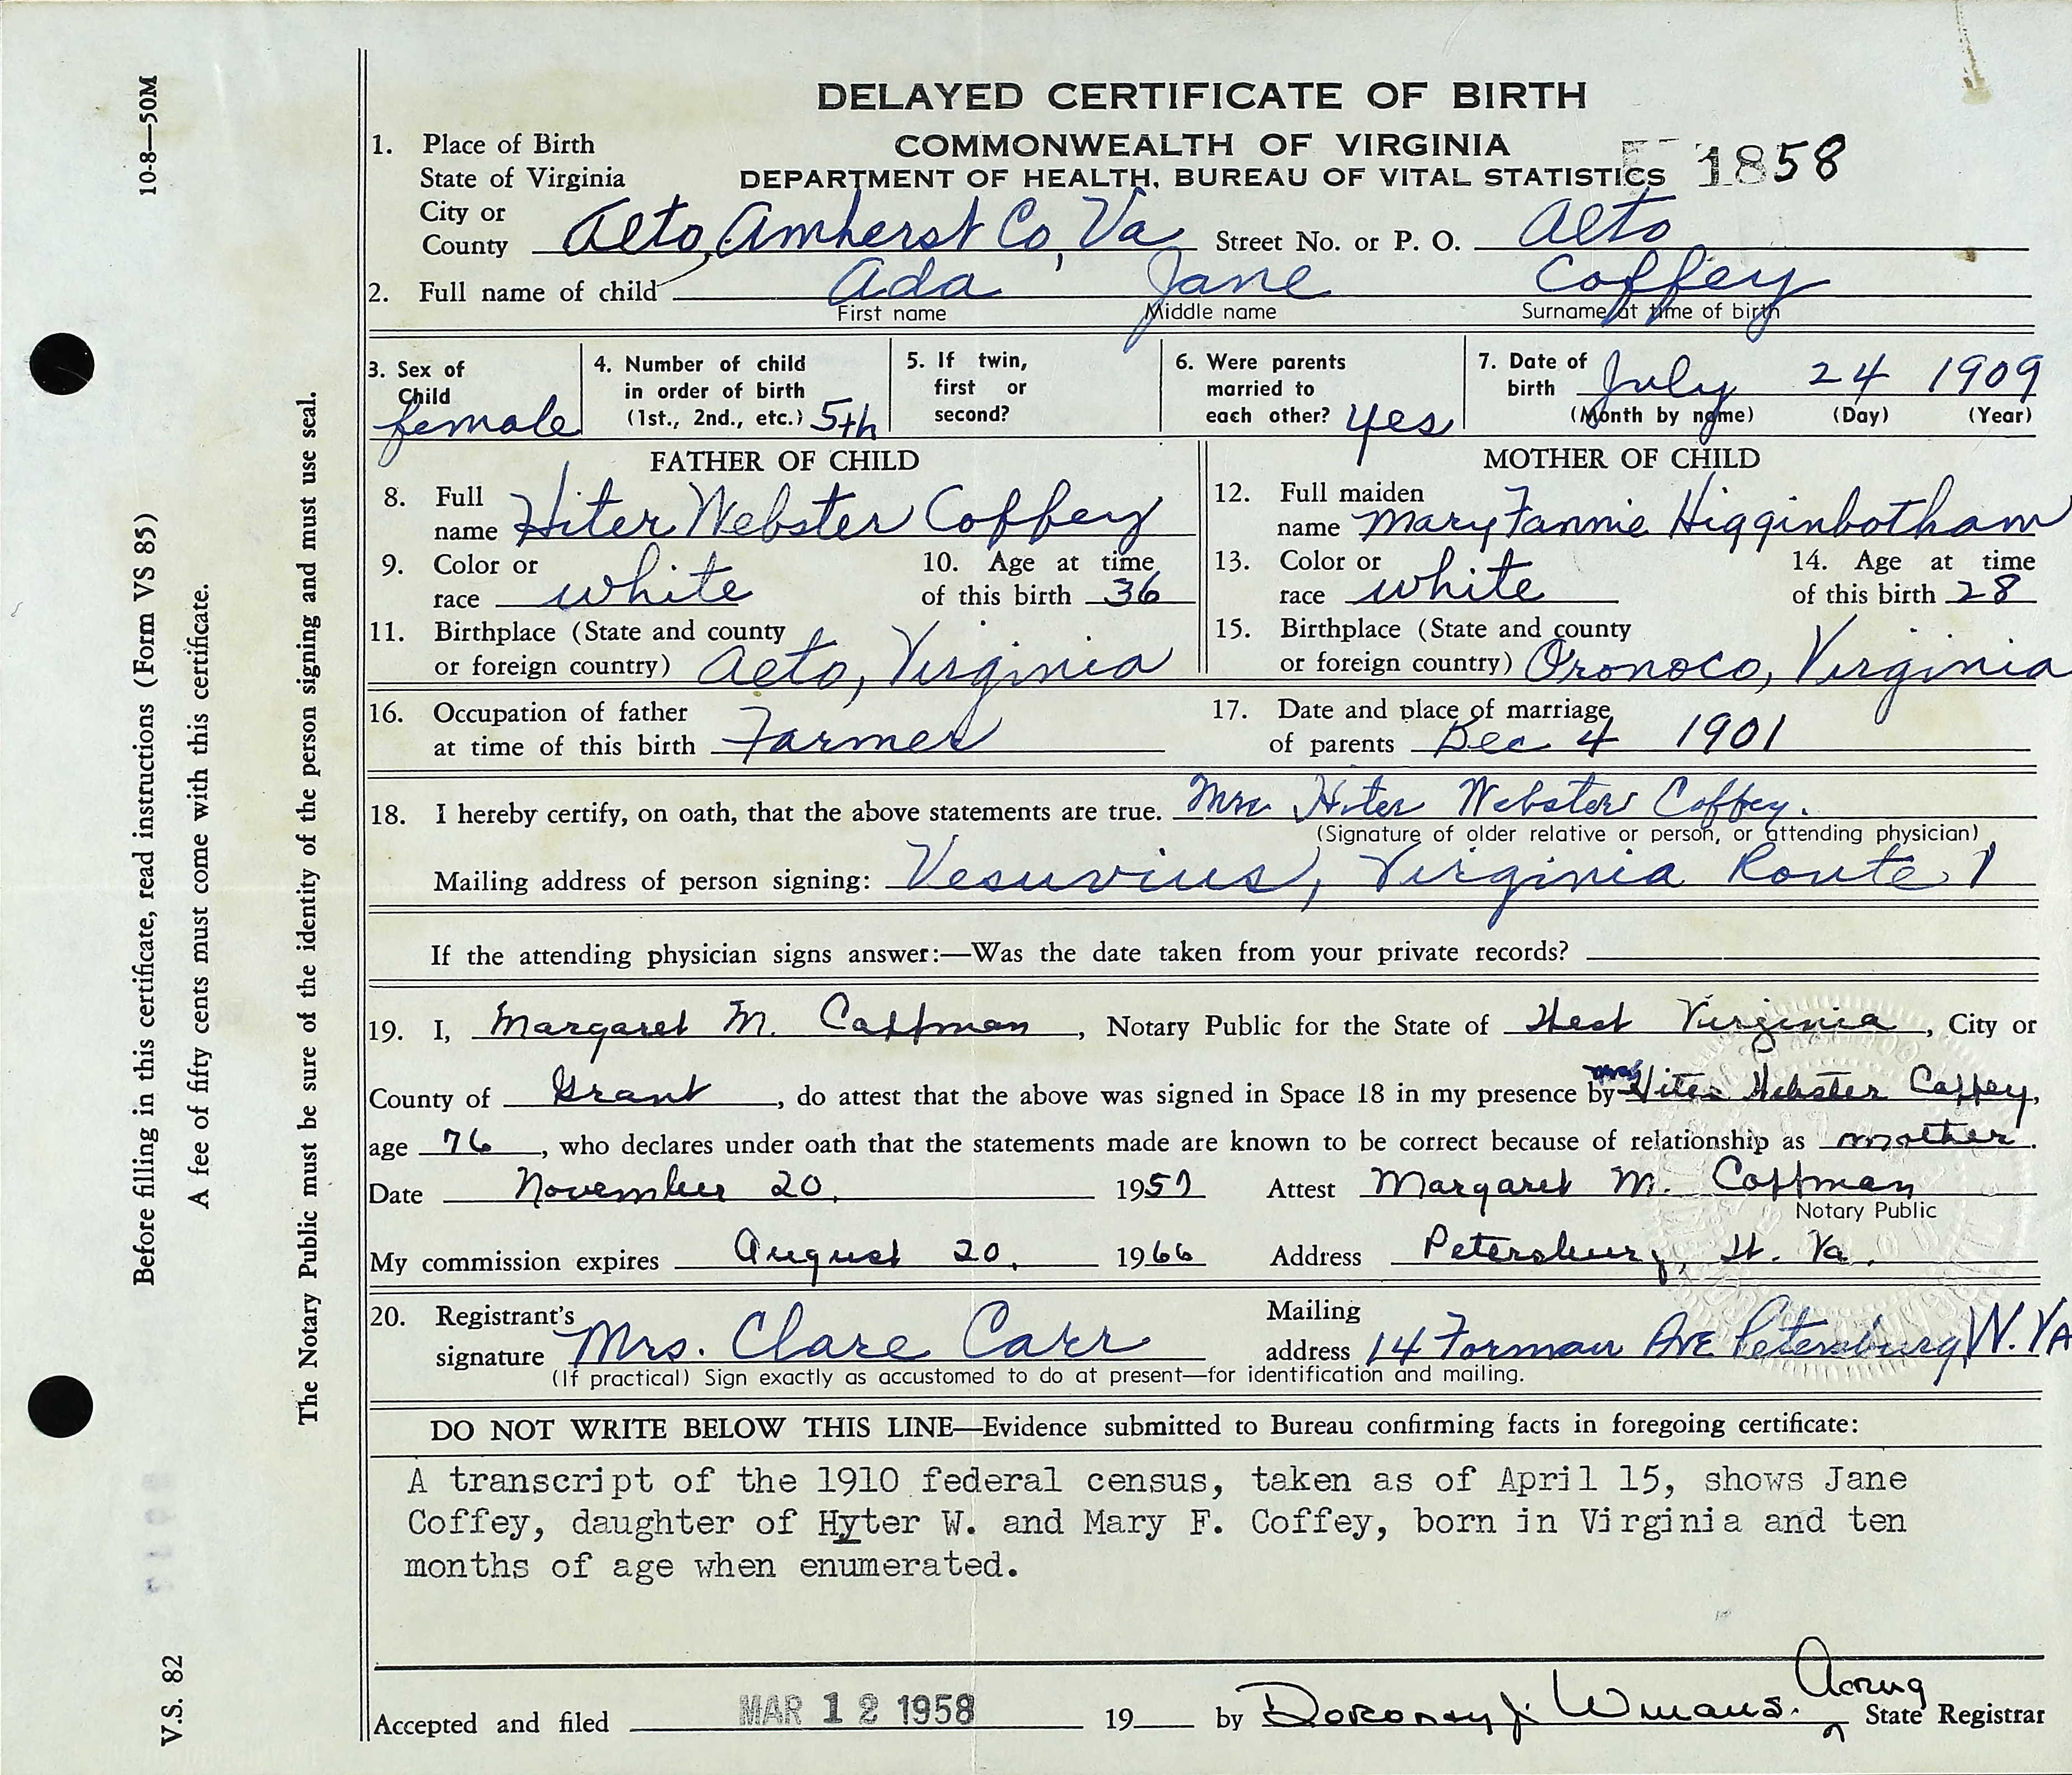 DELAYED CERTIFICATE OF BIRTH
COMMONWEALTH OF VIRGINIA
DEPARTMENT OF HEALTH, BUREAU OF VITAL STATISTICS 1858
1. Place of Birth
State of Virginia
City or County Alto, Amherst Co, Va Street No. or P. O. Alto
2. Full name of child Ada Jane Coffey
First name Middle name Surname at time of birth
3. Sex of Child female
4. Number of child in order of birth (1st., 2nd., etc.) 5th
5. If twin, first or second?
6. Were parents married to each other? yes
7. Date of birth July 24 1909
(Month by name) (Day) (Year)
FATHER OF CHILD
8. Full name Hiter Webster Coffey
9. Color or race white 10. Age at time of this birth 36
11. Birthplace (State and county or foreign country) Alto, Virginia
MOTHER OF CHILD
12. Full maiden name Mary Fannie Higginbotham
13. Color or race white 14. Age at time of this birth 28
15. Birthplace (State and county or foreign country) Oronoco, Virginia
16. Occupation of father at time of this birth Farmer
17. Date and place of marriage of parents Dec 4 1901
18. I hereby certify, on oath, that the above statements are true. Mrs Hiter Webster Coffey.
(Signature of older relative or person, or attending physician)
Mailing address of person signing: Vesuvius, Virginia Route 1
If the attending physician signs answer:—Was the date taken from your private records?
19. I, Margaret M. Coffman, Notary Public for the State of West Virginia, City or
County of Grant, do attest that the above was signed in Space 18 in my presence by Mrs Hiter Webster Coffey,
age 76, who declares under oath that the statements made are known to be correct because of relationship as mother.
Date November 20, 1957 Attest Margaret M. Coffman
Notary Public
My commission expires August 20, 1966 Address Petersburg, W. Va.
20. Registrant's signature Mrs. Clare Carr Mailing address 14 Forman Ave Petersburg W. VA
(If practical) Sign exactly as accustomed to do at present—for identification and mailing.
DO NOT WRITE BELOW THIS LINE—Evidence submitted to Bureau confirming facts in foregoing certificate:
A transcript of the 1910 federal census, taken as of April 15, shows Jane
Coffey, daughter of Hyter W. and Mary F. Coffey, born in Virginia and ten
months of age when enumerated.
Accepted and filed MAR 12 1958 19 by Dorothy J. Acting State Registrar
10-8—50M
Before filling in this certificate, read instructions (Form VS 85)
A fee of fifty cents must come with this certificate.
The Notary Public must be sure of the identity of the person signing and must use seal.
V.S. 82